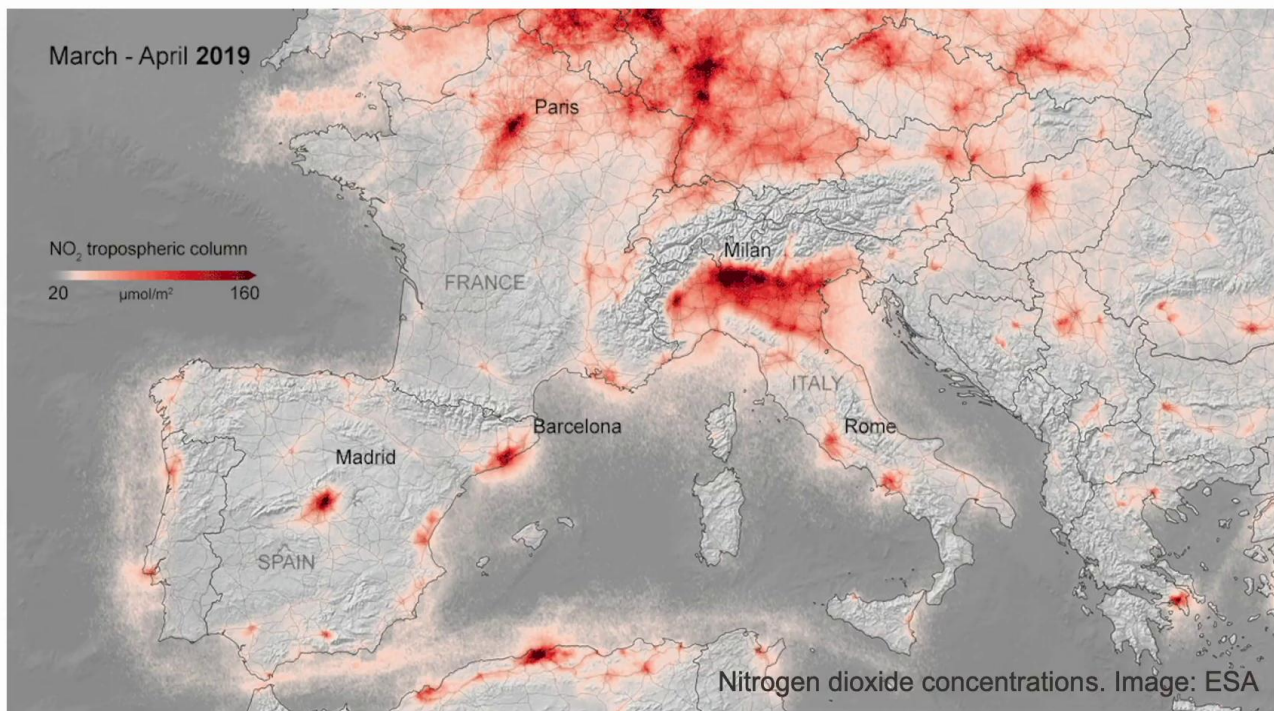 March - April 2019
Paris
NO₂ tropospheric column
20 µmol/m² 160
Milan
FRANCE
ITALY
Barcelona
Rome
Madrid
SPAIN
Nitrogen dioxide concentrations. Image: ESA